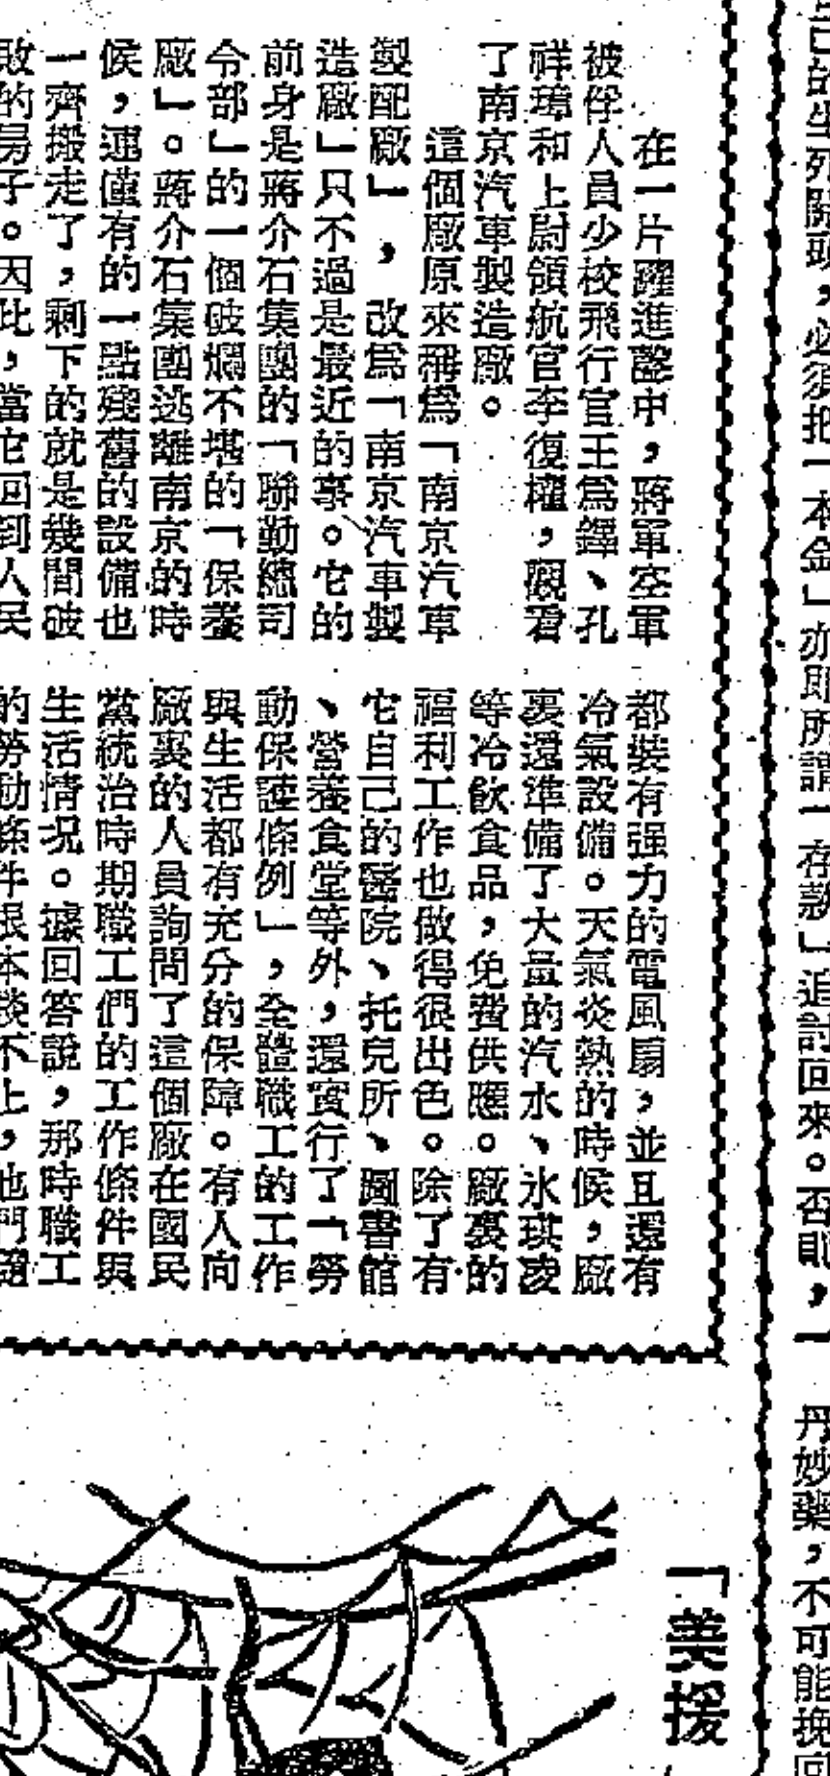 在一片躍進聲中，蔣軍空軍
被俘人員少校飛行官王爲鐸、孔
祥璋和上尉領航官李復權，觀看
了南京汽車製造廠。
這個廠原來稱爲「南京汽車
製配廠」，改爲「南京汽車製
造廠」只不過是最近的事。它的
前身是蔣介石集團的「聯勤總司
令部」的一個破爛不堪的「保養
廠」。蔣介石集團逃離南京的時
候，連僅有的一點殘舊的設備也
一齊搬走了，剩下的就是幾間破
敗的房子。因此，當它回到人民
都裝有强力的電風扇，並且還有
冷氣設備。天氣炎熱的時候，廠
裏還準備了大量的汽水、氷琪凌
等冷飲食品，免費供應。廠裏的
福利工作也做得很出色。除了有
它自己的醫院、托兒所、圖書館
、營養食堂等外，還實行了「勞
動保護條例」，全體職工的工作
與生活都有充分的保障。有人向
廠裏的人員詢問了這個廠在國民
黨統治時期職工們的工作條件與
生活情况。據回答說，那時職工
的勞動條件根本談不上，他們
的生死關頭，必須把「本金」亦即所謂「存款」追討回來。否則，「
丹妙藥，不可能挽回
「美援